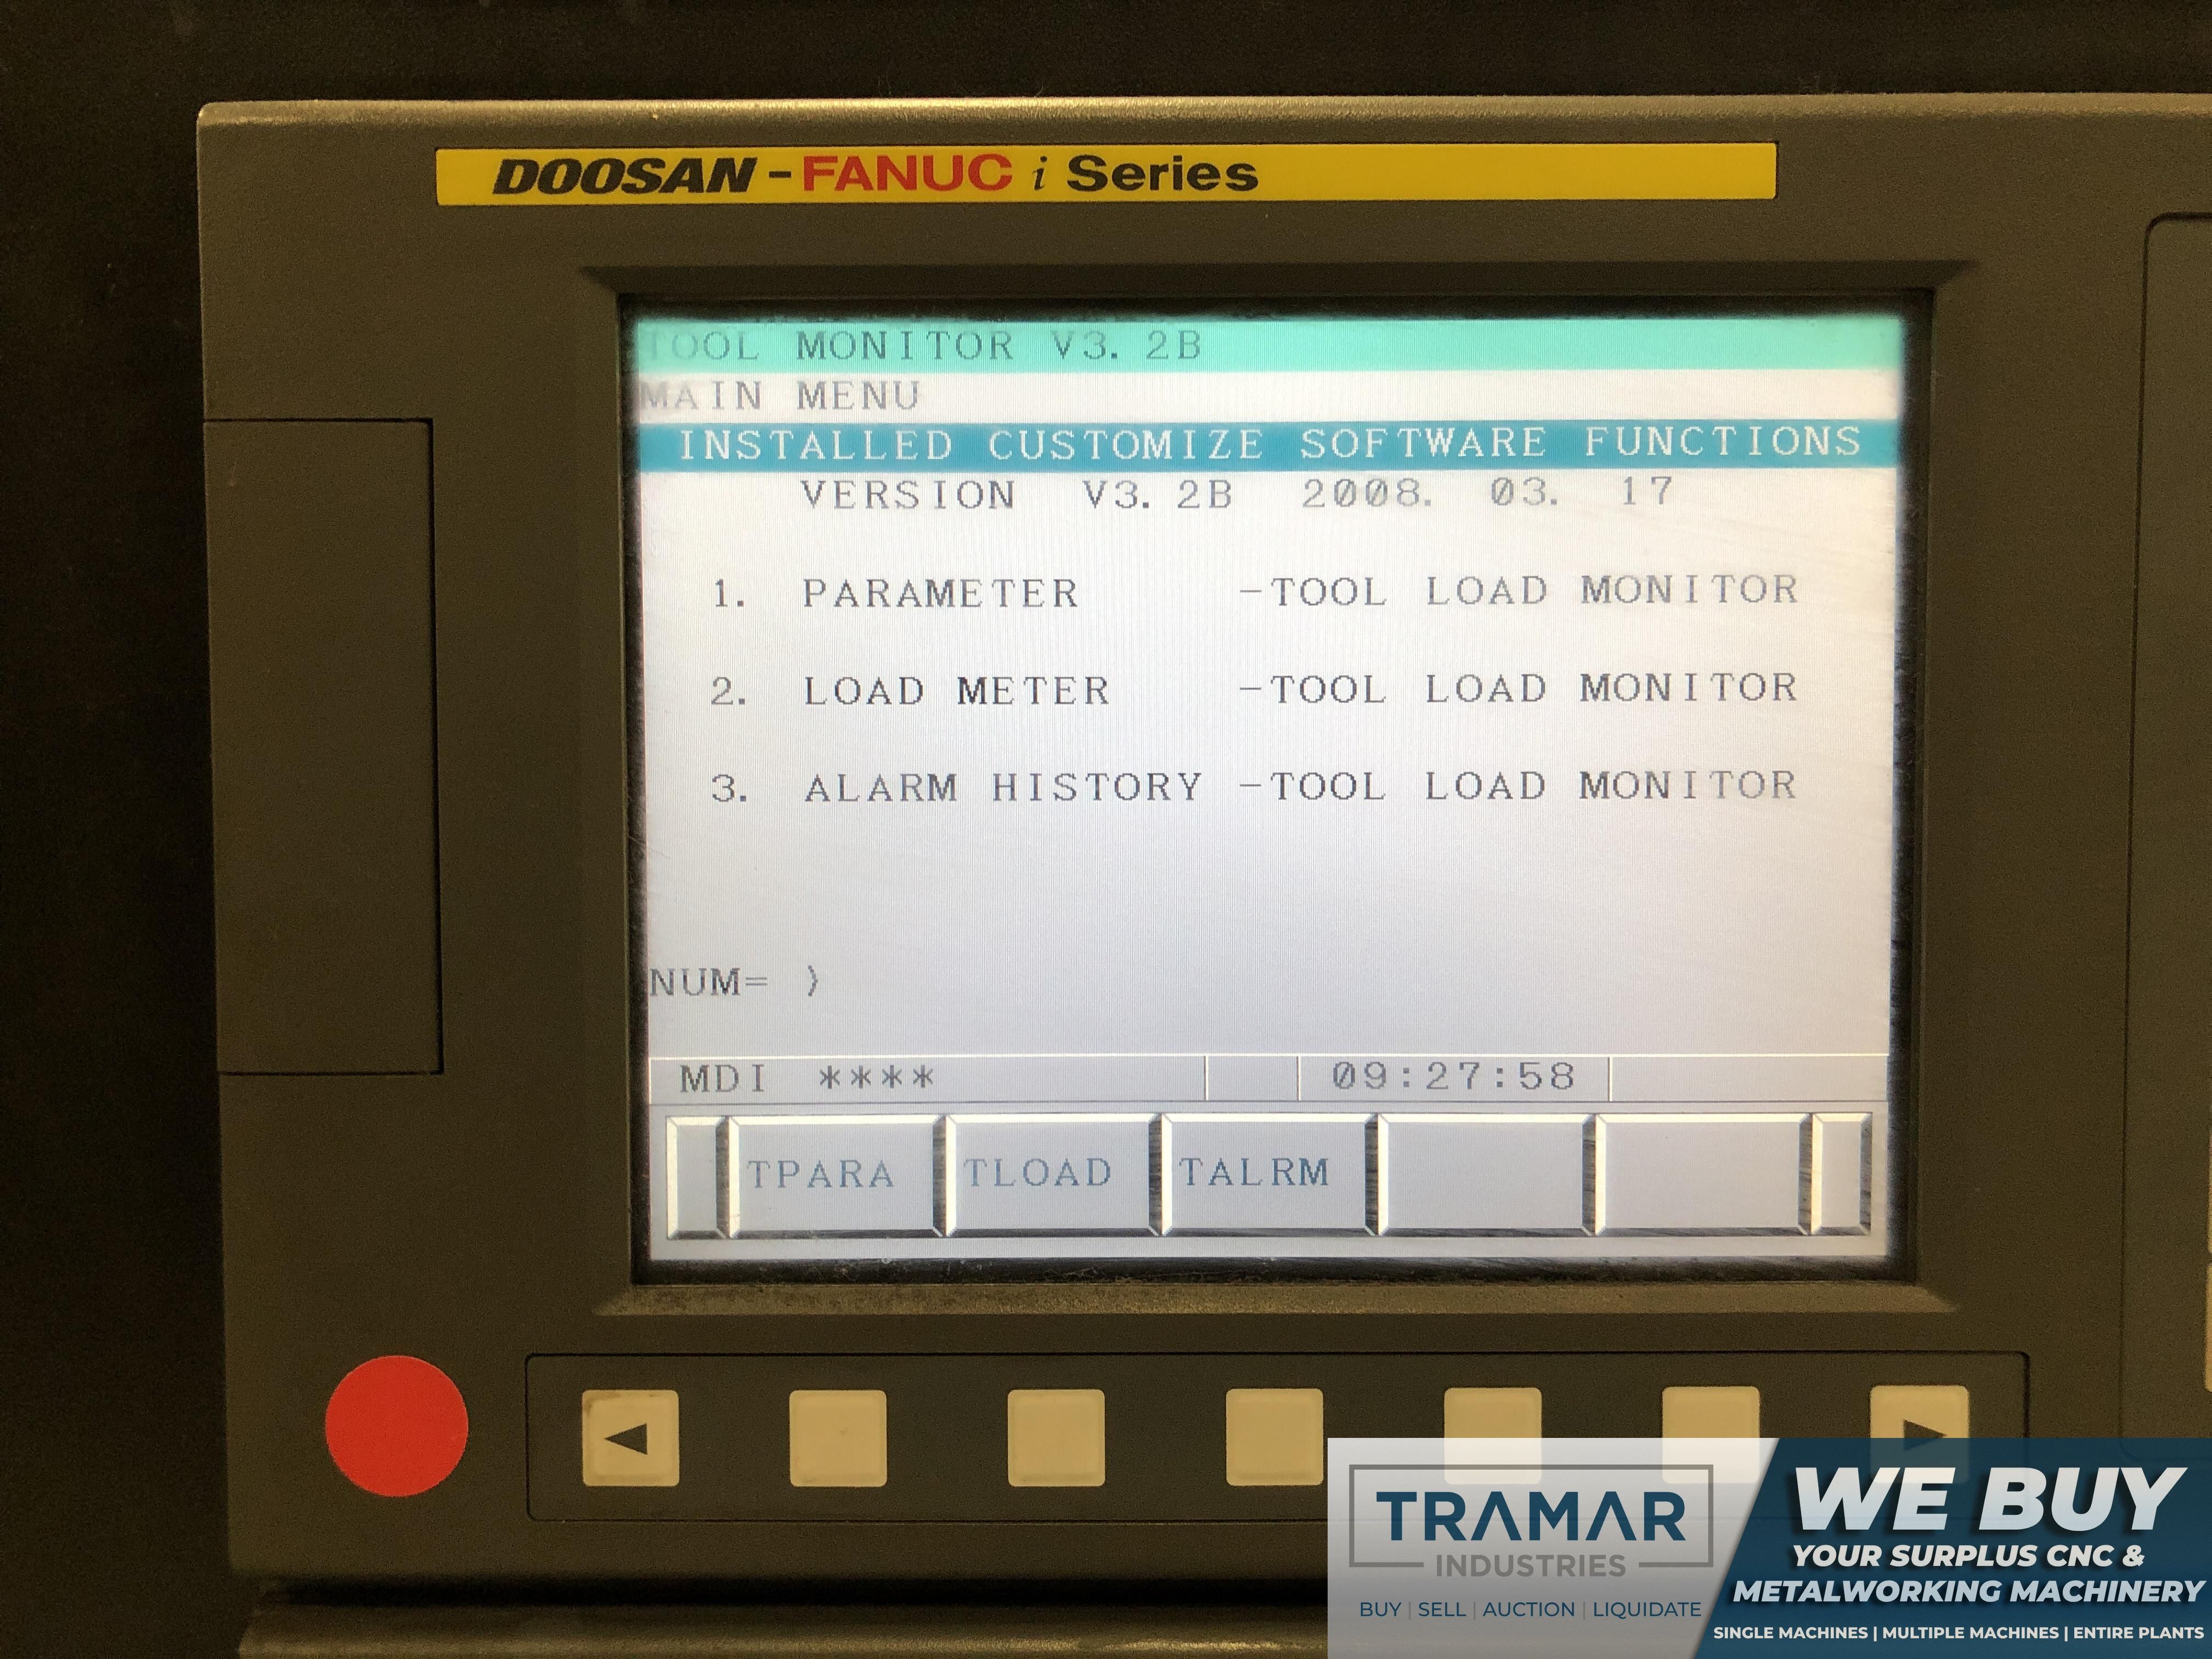 DOOSAN-FANUC i Series
TOOL MONITOR V3.2B
MAIN MENU
INSTALLED CUSTOMIZE SOFTWARE FUNCTIONS
VERSION V3.2B 2008. 03. 17
1. PARAMETER -TOOL LOAD MONITOR
2. LOAD METER -TOOL LOAD MONITOR
3. ALARM HISTORY -TOOL LOAD MONITOR
NUM= )
MDI ****
09:27:58
TPARA TLOAD TALRM
TRAMAR
INDUSTRIES
BUY | SELL | AUCTION | LIQUIDATE
WE BUY
YOUR SURPLUS CNC &
METALWORKING MACHINERY
SINGLE MACHINES | MULTIPLE MACHINES | ENTIRE PLANTS